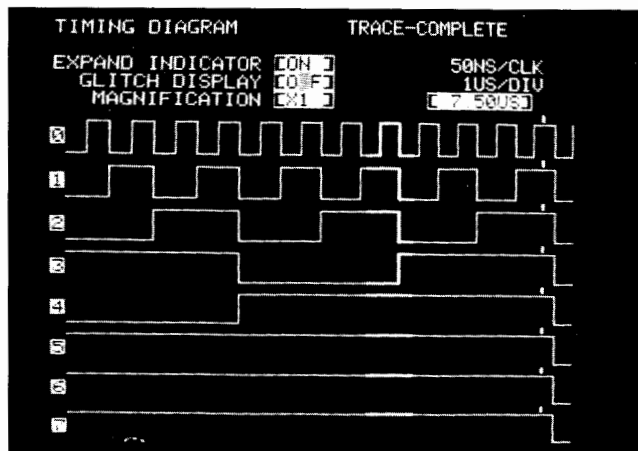 TIMING DIAGRAM TRACE-COMPLETE
EXPAND INDICATOR [ON ] 50NS/CLK
GLITCH DISPLAY [OFF] 1US/DIV
MAGNIFICATION [X1 ] [ 7.50US]
0
1
2
3
4
5
6
7